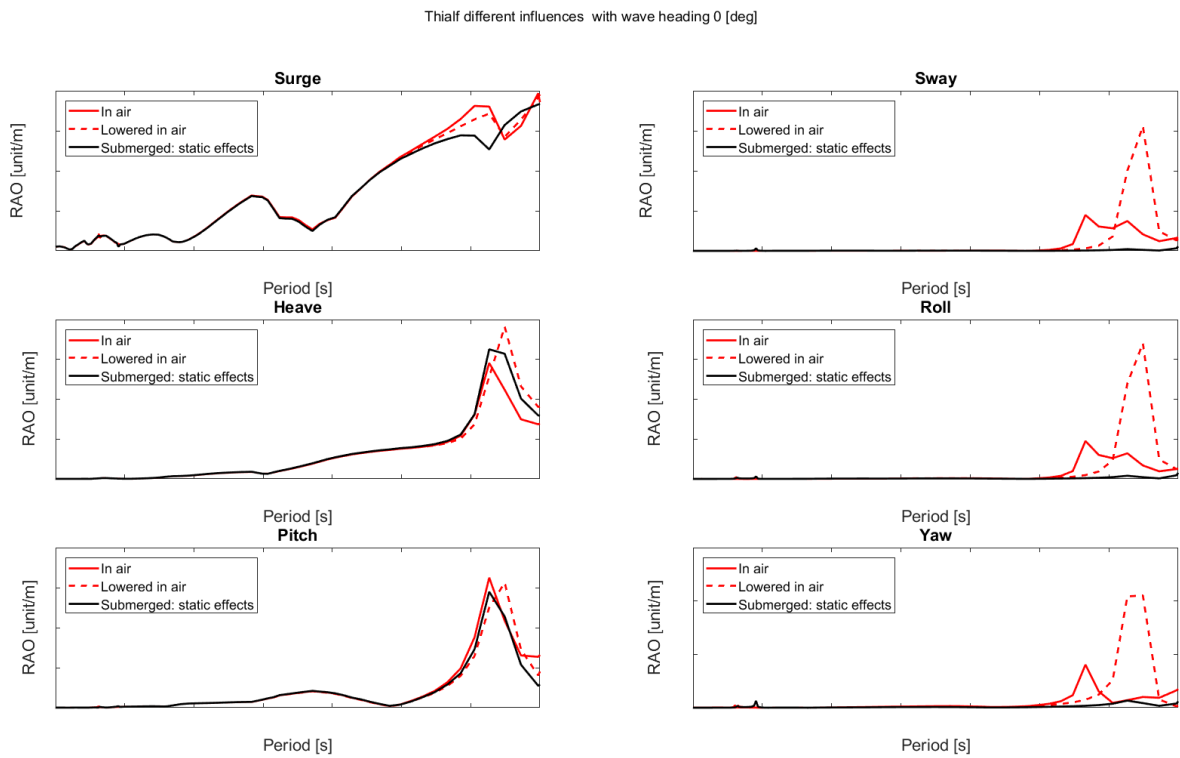 Thialf different influences  with wave heading 0 [deg]
Surge
In air
Lowered in air
Submerged: static effects
RAO [unit/m]
Period [s]
Sway
In air
Lowered in air
Submerged: static effects
RAO [unit/m]
Period [s]
Heave
In air
Lowered in air
Submerged: static effects
RAO [unit/m]
Period [s]
Roll
In air
Lowered in air
Submerged: static effects
RAO [unit/m]
Period [s]
Pitch
In air
Lowered in air
Submerged: static effects
RAO [unit/m]
Period [s]
Yaw
In air
Lowered in air
Submerged: static effects
RAO [unit/m]
Period [s]